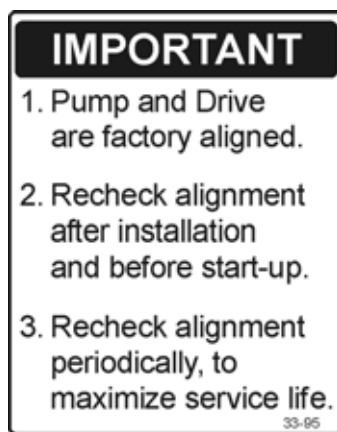 IMPORTANT
1. Pump and Drive
are factory aligned.
2. Recheck alignment
after installation
and before start-up.
3. Recheck alignment
periodically, to
maximize service life.
33-95